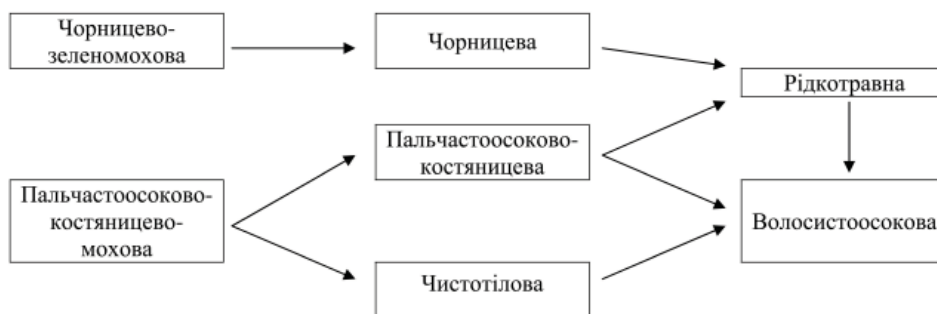 Чорницево-
зеленомохова
Чорницева
Рідкотравна
Пальчастоосоково-
костяницева
Пальчастоосоково-
костяницево-
мохова
Волосистоосокова
Чистотілова